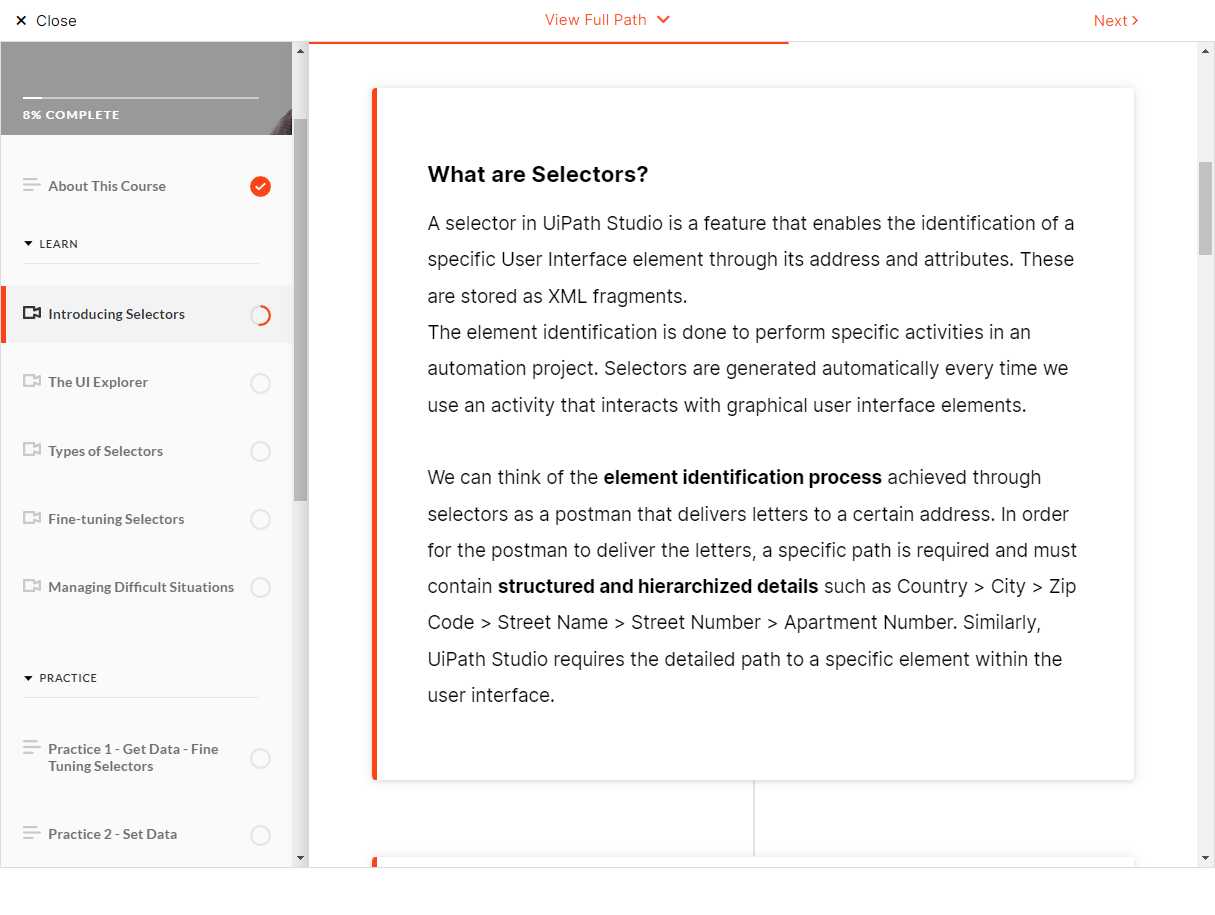 Close
View Full Path
Next
8% COMPLETE
About This Course
LEARN
Introducing Selectors
The UI Explorer
Types of Selectors
Fine-tuning Selectors
Managing Difficult Situations
PRACTICE
Practice 1 - Get Data - Fine
Tuning Selectors
Practice 2 - Set Data
What are Selectors?
A selector in UiPath Studio is a feature that enables the identification of a
specific User Interface element through its address and attributes. These
are stored as XML fragments.
The element identification is done to perform specific activities in an
automation project. Selectors are generated automatically every time we
use an activity that interacts with graphical user interface elements.
We can think of the element identification process achieved through
selectors as a postman that delivers letters to a certain address. In order
for the postman to deliver the letters, a specific path is required and must
contain structured and hierarchized details such as Country > City > Zip
Code > Street Name > Street Number > Apartment Number. Similarly,
UiPath Studio requires the detailed path to a specific element within the
user interface.